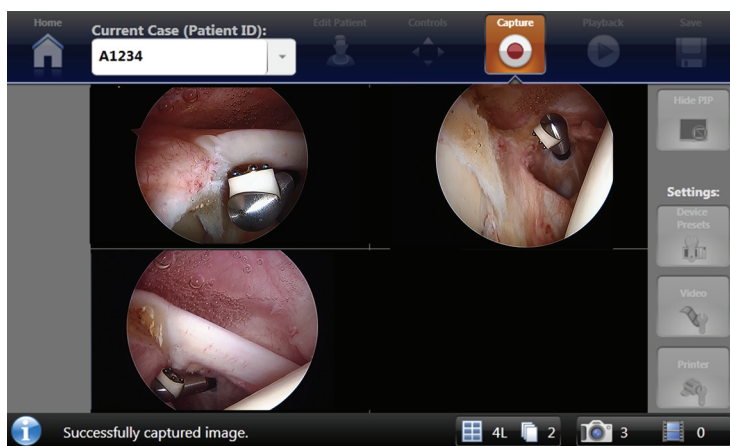 Home
Current Case (Patient ID):
Edit Patient
Controls
Capture
Playback
Save
A1234
Hide PIP
Settings:
Device
Presets
Video
Printer
Successfully captured image.
4L
2
3
0